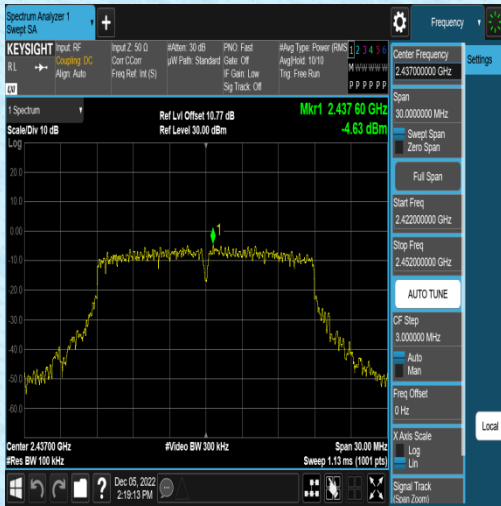 Spectrum Analyzer 1
Swept SA
Frequency
KEYSIGHT
R L
LXI
Input: RF
Coupling: DC
Align: Auto
Input Z: 50 Ω
Corr CCorr
Freq Ref: Int (S)
#Atten: 30 dB
µW Path: Standard
PNO: Fast
Gate: Off
IF Gain: Low
Sig Track: Off
#Avg Type: Power (RMS
Avg|Hold: 10/10
Trig: Free Run
1 2 3 4 5 6
M W W W W W
P P P P P P
1 Spectrum
Scale/Div 10 dB
Log
Ref Lvl Offset 10.77 dB
Ref Level 30.00 dBm
Mkr1 2.437 60 GHz
-4.63 dBm
20.0
10.0
0.00
-10.0
-20.0
-30.0
-40.0
-50.0
-60.0
1
Center 2.43700 GHz
#Res BW 100 kHz
#Video BW 300 kHz
Span 30.00 MHz
Sweep 1.13 ms (1001 pts)
Dec 05, 2022
2:19:13 PM
?
Center Frequency
2.437000000 GHz
Span
30.0000000 MHz
Swept Span
Zero Span
Full Span
Start Freq
2.422000000 GHz
Stop Freq
2.452000000 GHz
AUTO TUNE
CF Step
3.000000 MHz
Auto
Man
Freq Offset
0 Hz
X Axis Scale
Log
Lin
Signal Track
(Span Zoom)
Settings
Local